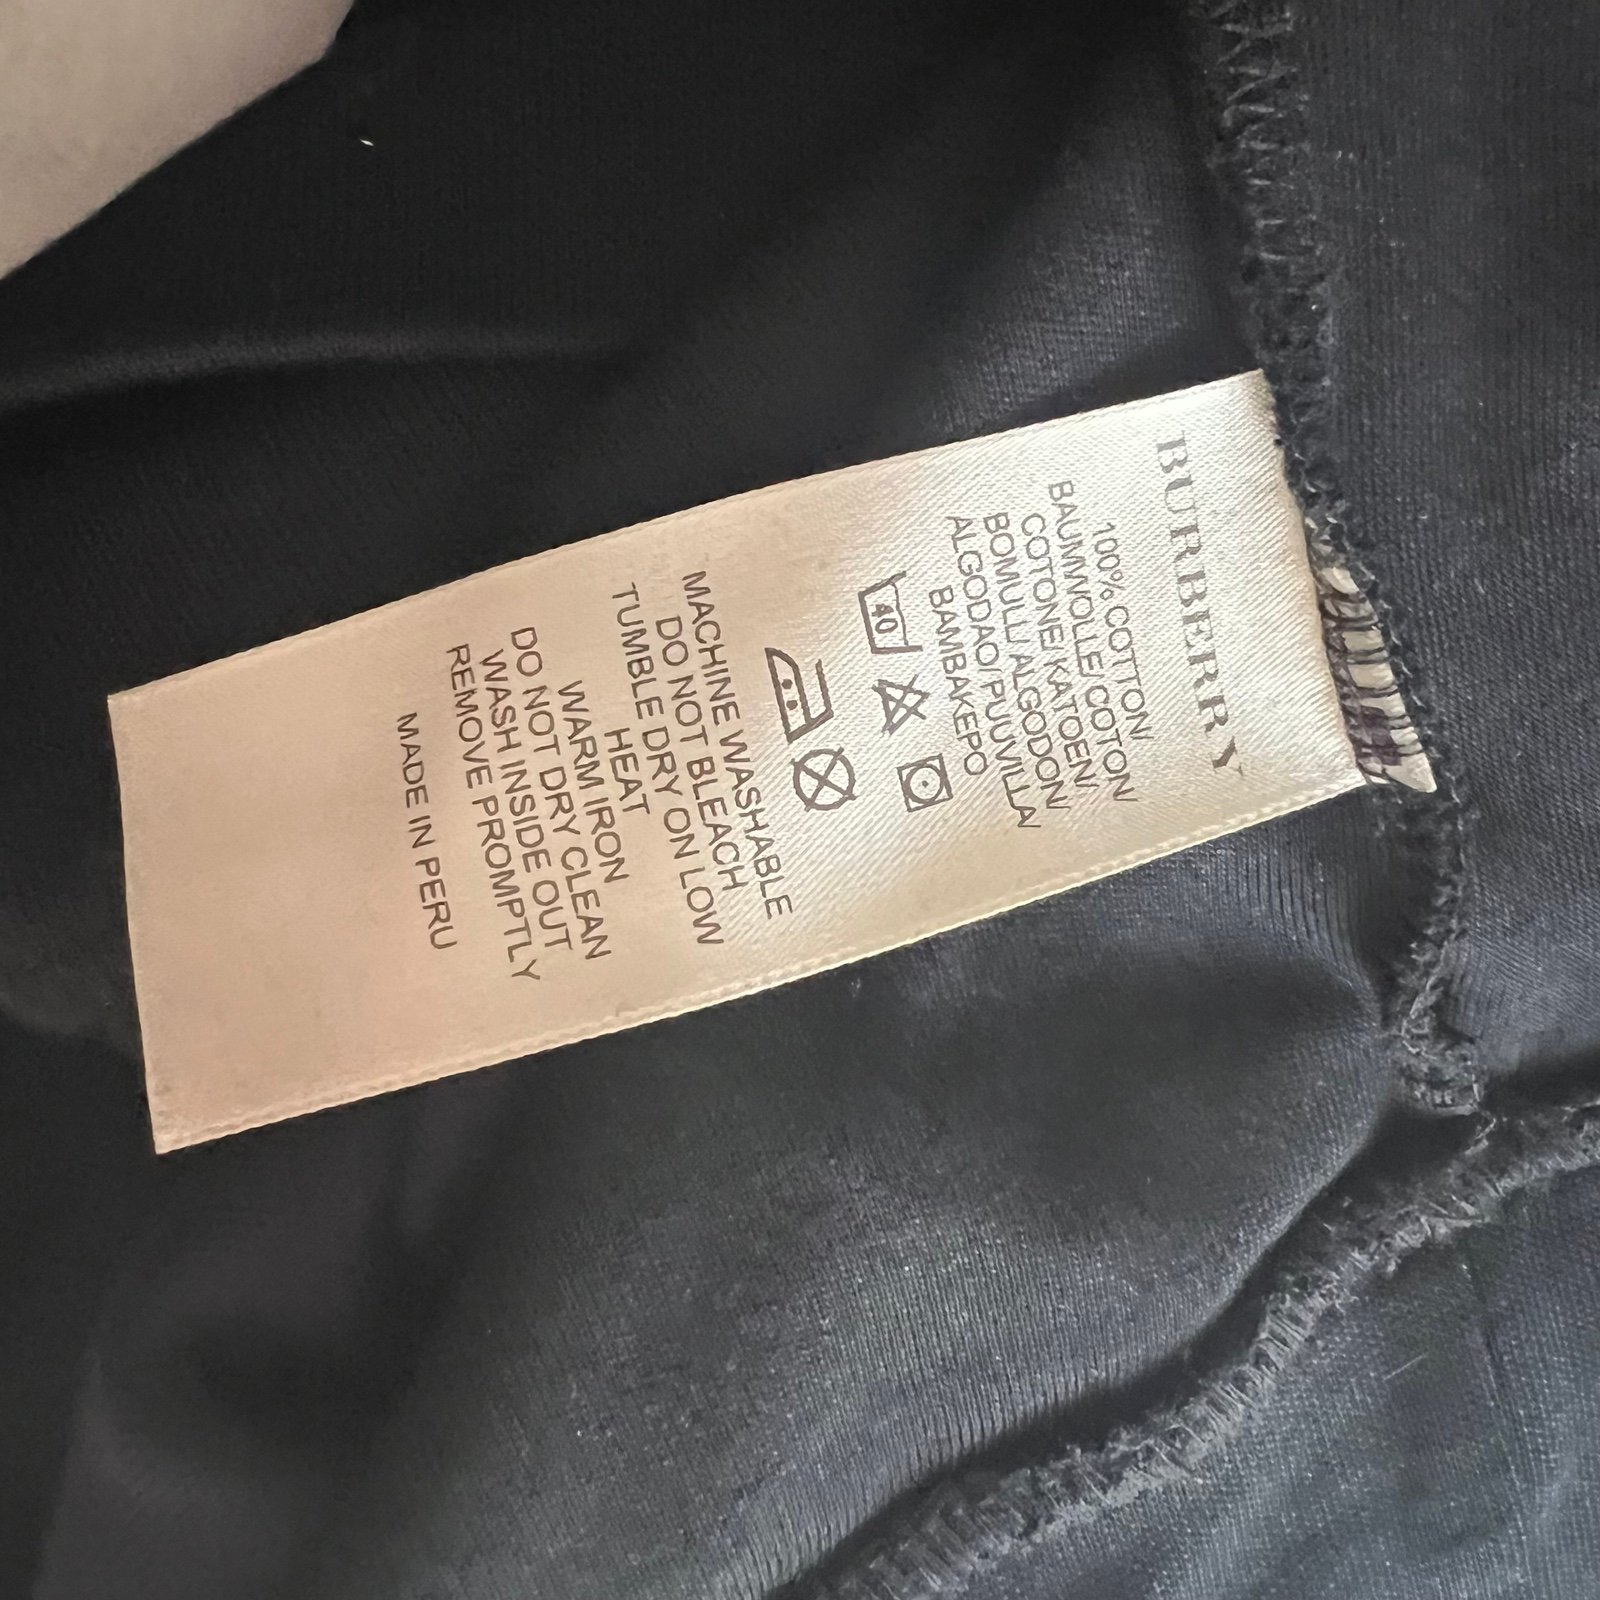 BURBERRY
100% COTTON/
BAUMMWOLLE/ COTON/
COTONE/ KATOEN/
BOMULL/ ALGODON/
ALGODAO/ PUUVILLA/
BAMBAKEPO
40
MACHINE WASHABLE
DO NOT BLEACH
TUMBLE DRY ON LOW
HEAT
WARM IRON
DO NOT DRY CLEAN
WASH INSIDE OUT
REMOVE PROMPTLY
MADE IN PERU